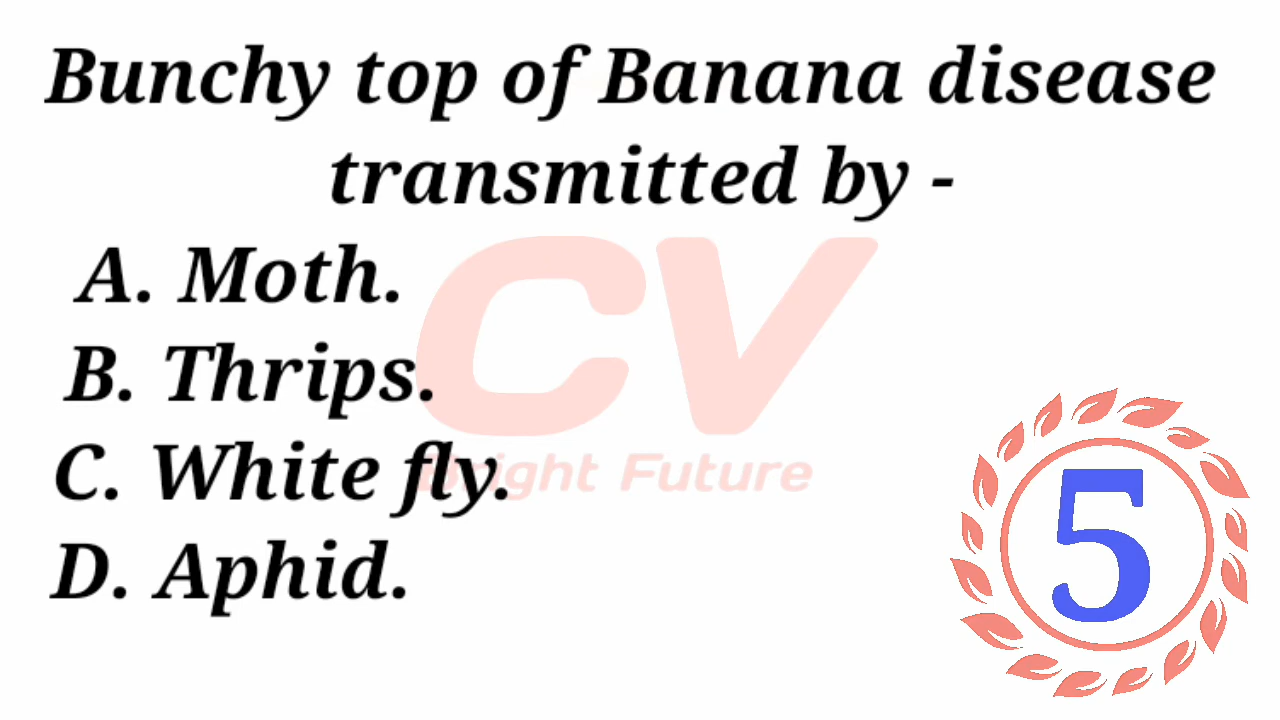 Bunchy top of Banana disease
transmitted by -
A. Moth.
B. Thrips.
C. White fly.
D. Aphid.
CV
Bright Future
5